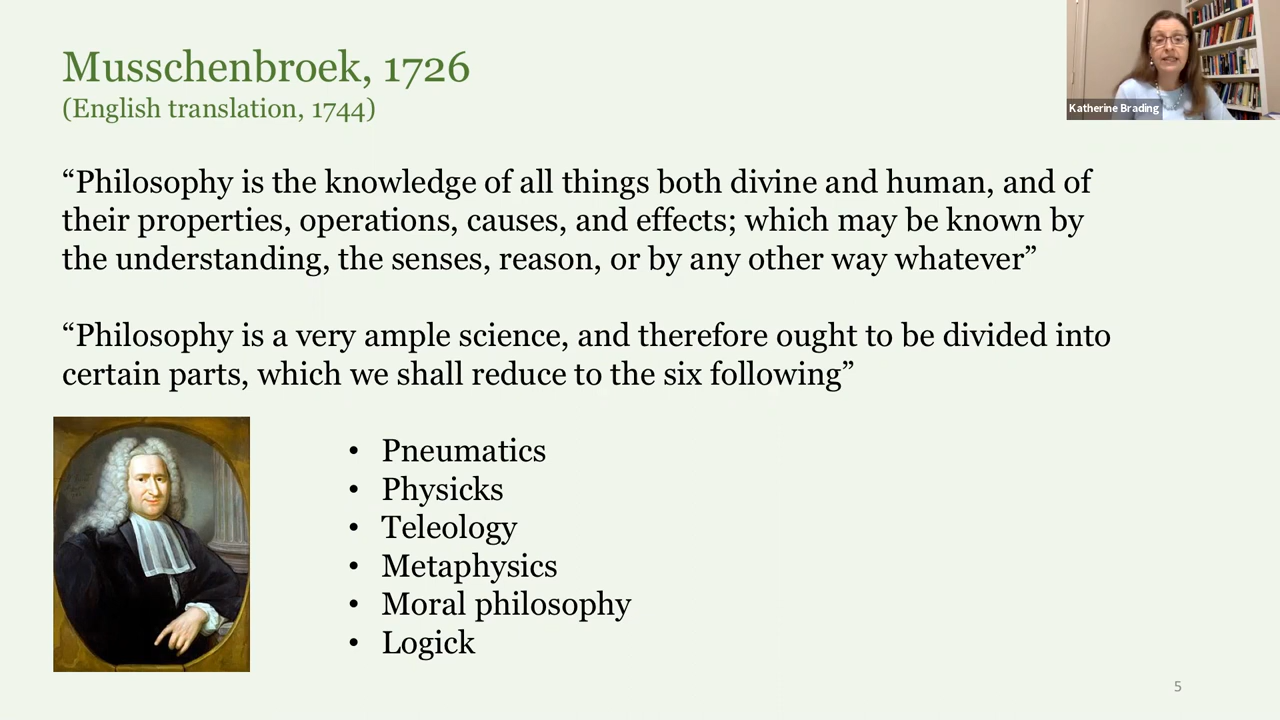 Musschenbroek, 1726
(English translation, 1744)
Katherine Brading
“Philosophy is the knowledge of all things both divine and human, and of
their properties, operations, causes, and effects; which may be known by
the understanding, the senses, reason, or by any other way whatever”
“Philosophy is a very ample science, and therefore ought to be divided into
certain parts, which we shall reduce to the six following”
• Pneumatics
• Physicks
• Teleology
• Metaphysics
• Moral philosophy
• Logick
5